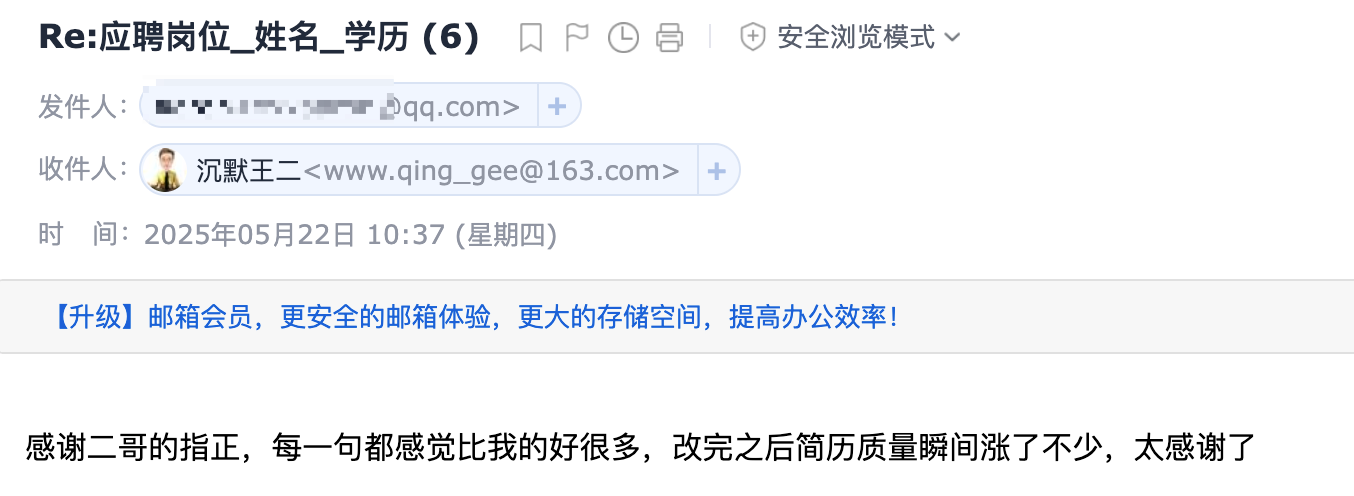 Re:应聘岗位_姓名_学历 (6) 安全浏览模式
发件人： @qq.com> +
收件人： 沉默王二<www.qing_gee@163.com> +
时 间： 2025年05月22日 10:37 (星期四)
【升级】邮箱会员，更安全的邮箱体验，更大的存储空间，提高办公效率！
感谢二哥的指正，每一句都感觉比我的好很多，改完之后简历质量瞬间涨了不少，太感谢了